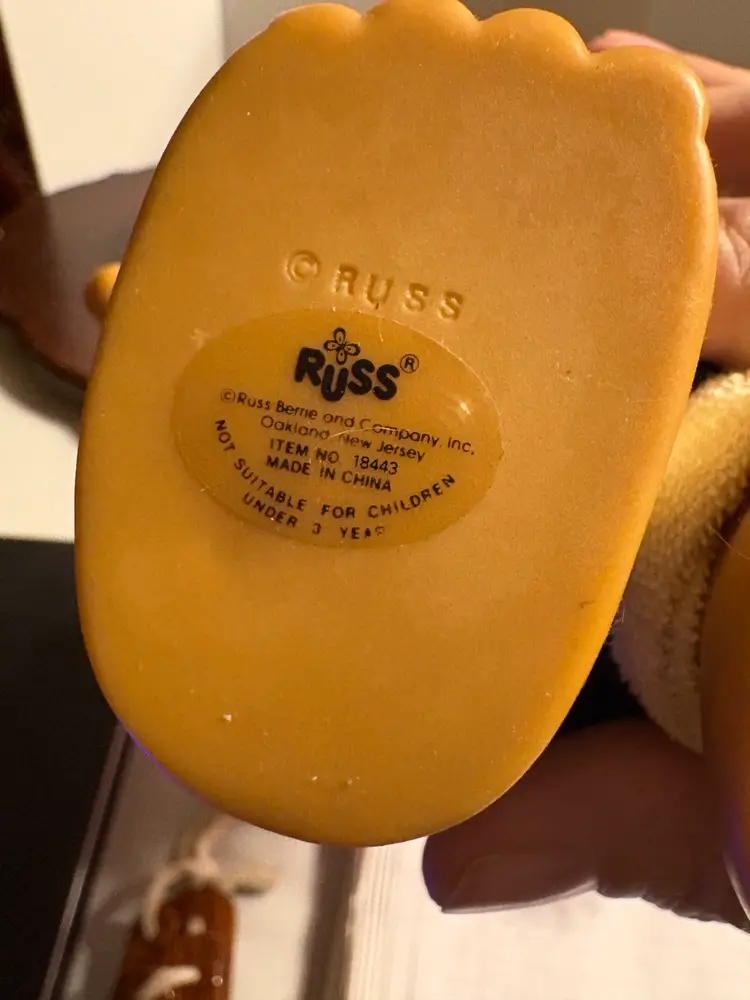 © RUSS
RUSS®
©Russ Berrie and Company, Inc.
Oakland, New Jersey
ITEM NO. 18443
MADE IN CHINA
NOT SUITABLE FOR CHILDREN
UNDER 3 YEAR